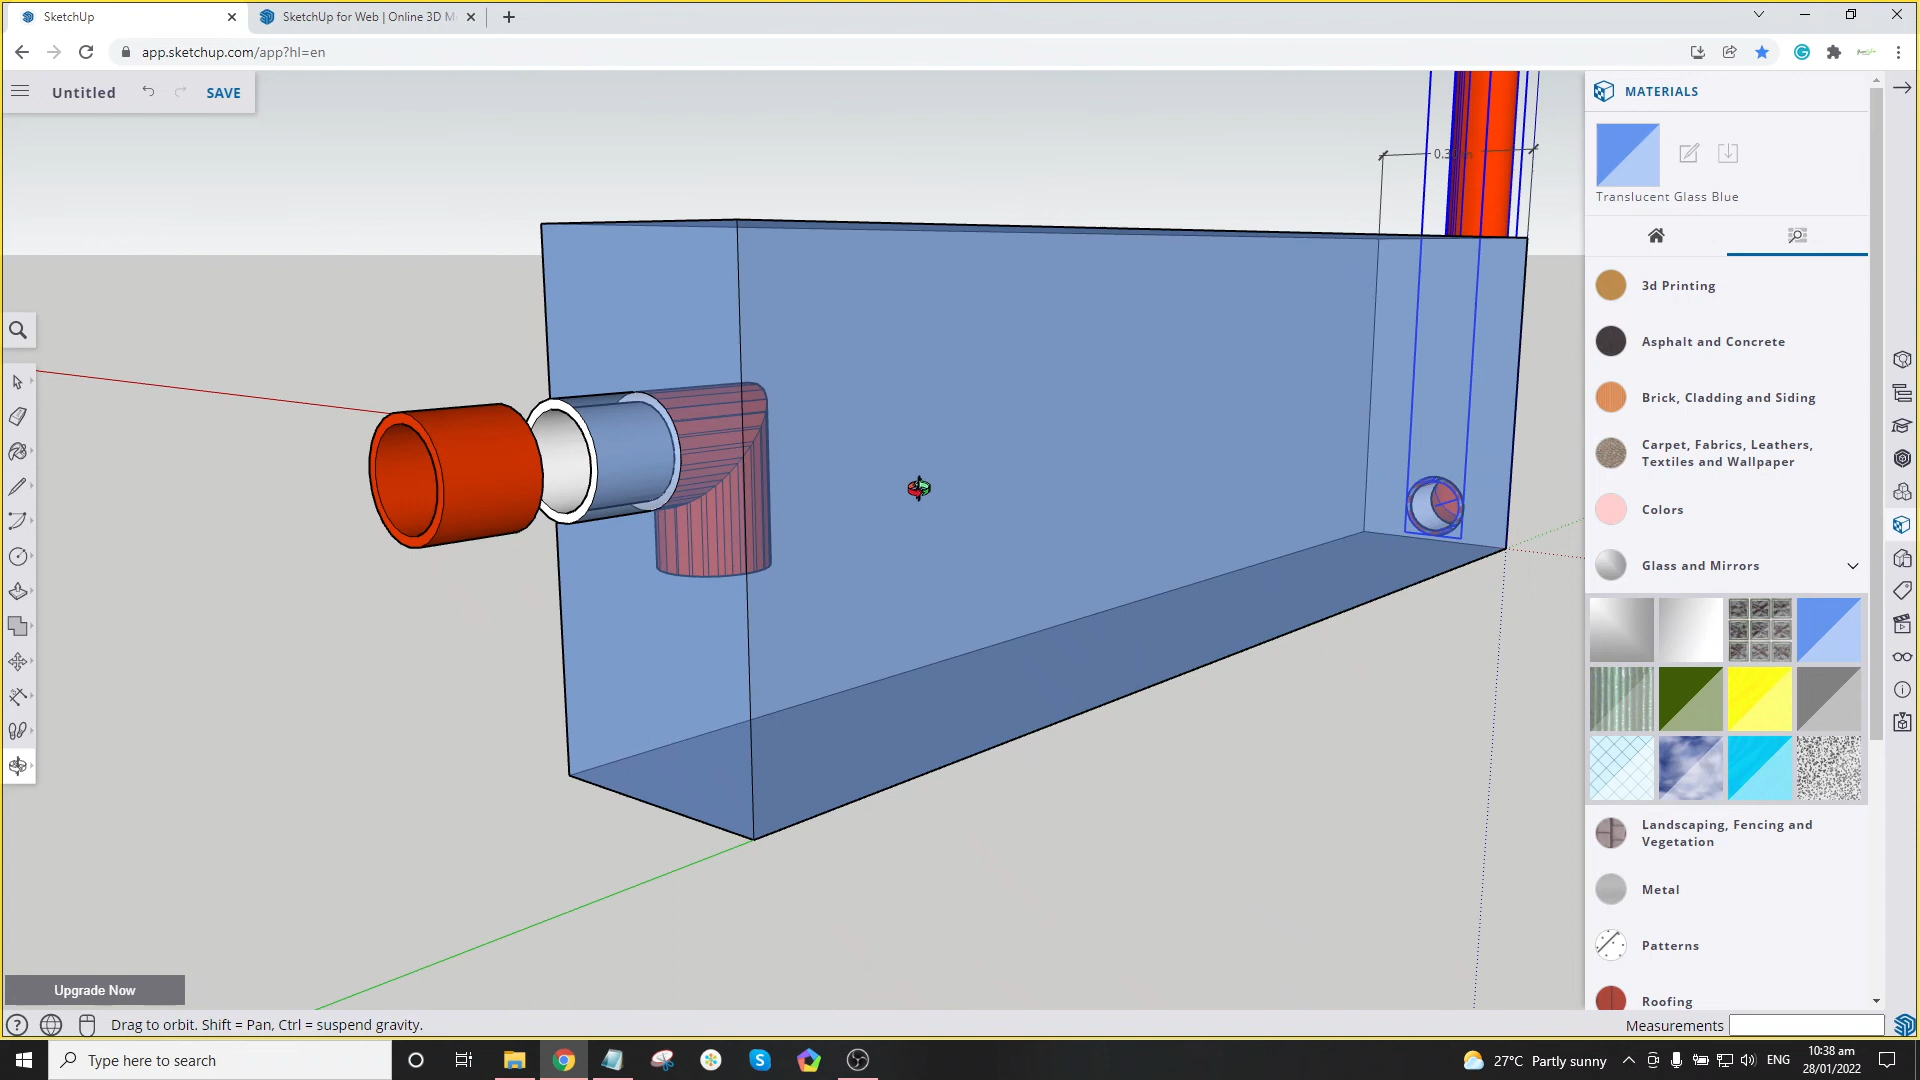 SketchUp
SketchUp for Web | Online 3D M
app.sketchup.com/app?hl=en
Untitled
SAVE
MATERIALS
Translucent Glass Blue
3d Printing
Asphalt and Concrete
Brick, Cladding and Siding
Carpet, Fabrics, Leathers,
Textiles and Wallpaper
Colors
Glass and Mirrors
Landscaping, Fencing and
Vegetation
Metal
Patterns
Roofing
Upgrade Now
Drag to orbit. Shift = Pan, Ctrl = suspend gravity.
Measurements
Type here to search
27°C Partly sunny
ENG
10:38 am
28/01/2022